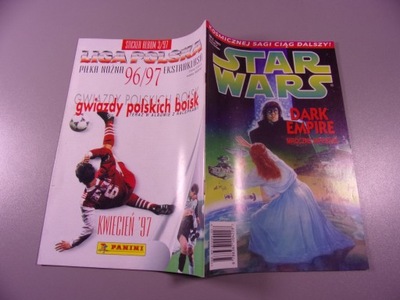 STICKER ALBUM 3/97
LIGA POLSKA
PIŁKA NOŻNA 96/97 EKSTRAKLASA
gwiazdy polskich boisk
KWIECIEŃ '97
PANINI
KOSMICZNEJ SAGI CIĄG DALSZY!
STAR
WARS
DARK
EMPIRE